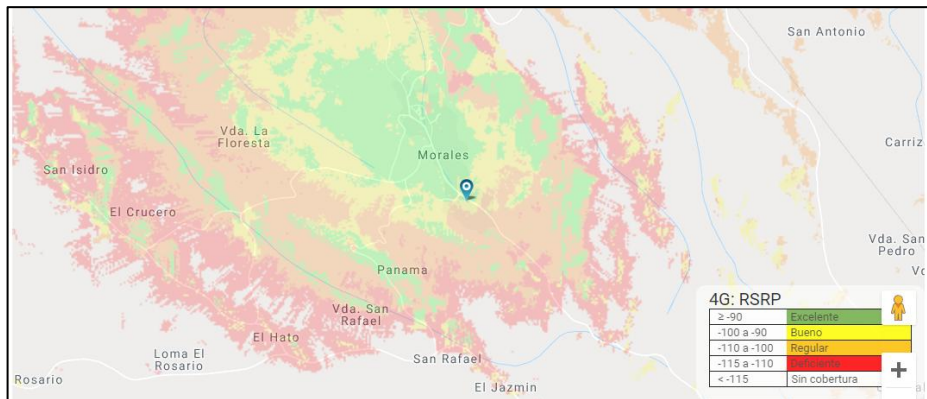 San Antonio
Vda. La
Floresta
Morales
Carriz
San Isidro
El Crucero
Vda. San
Pedro
Panama
Vda. San
Rafael
El Hato
Loma El
Rosario
Rosario
San Rafael
El Jazmin
4G: RSRP
≥ -90 Excelente
-100 a -90 Bueno
-110 a -100 Regular
-115 a -110 Deficiente
< -115 Sin cobertura